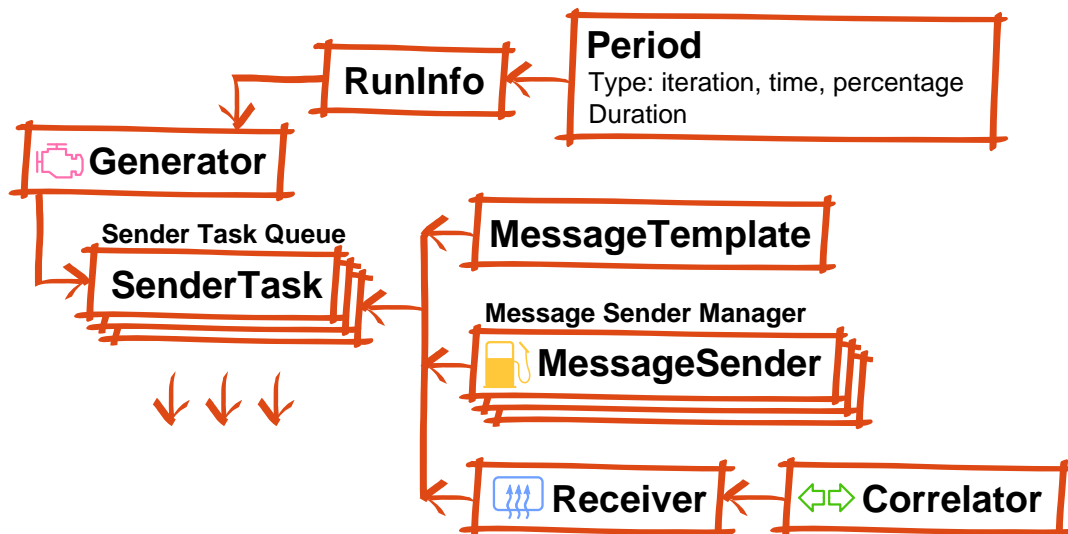 Period
Type: iteration, time, percentage
Duration
RunInfo
Generator
Sender Task Queue
SenderTask
MessageTemplate
Message Sender Manager
MessageSender
Receiver
Correlator